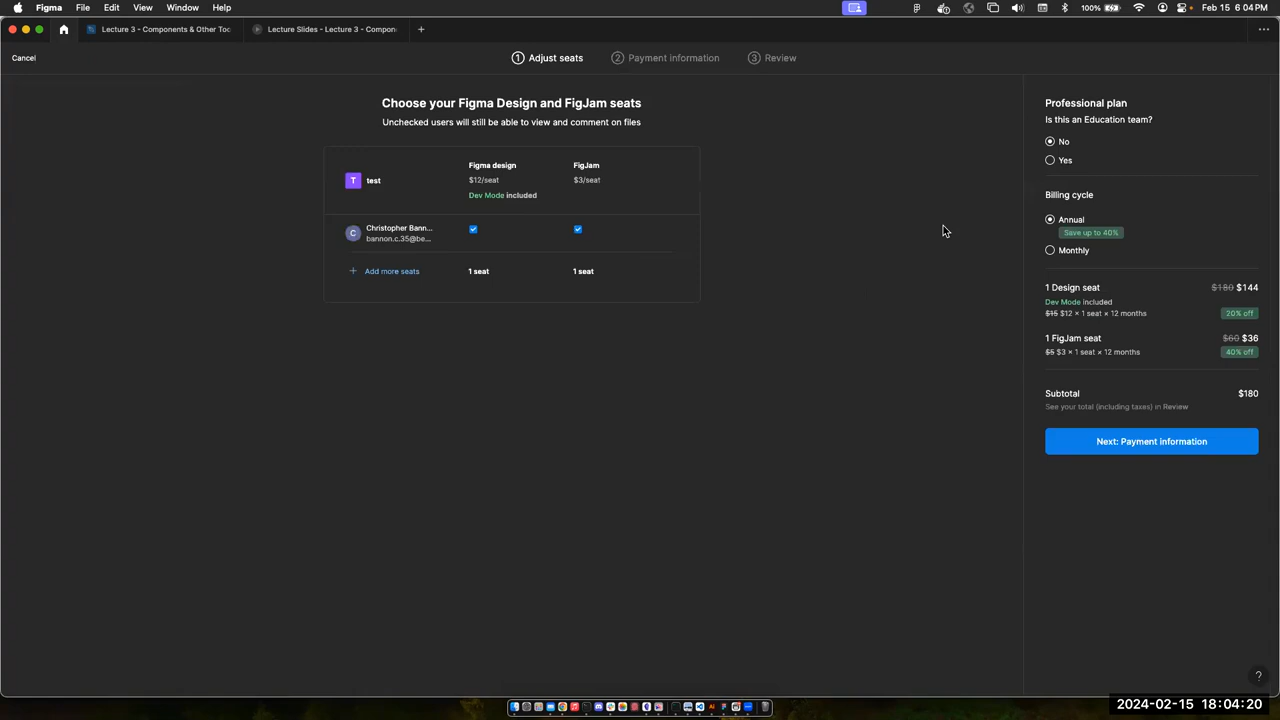 Figma File Edit View Window Help 100% Feb 15 6:04 PM
Lecture 3 - Components & Other Toc Lecture Slides - Lecture 3 - Compon
Cancel 1 Adjust seats 2 Payment information 3 Review
Choose your Figma Design and FigJam seats
Unchecked users will still be able to view and comment on files
Figma design FigJam
T test $12/seat $3/seat
Dev Mode included
C Christopher Bann...
bannon.c.35@be...
+ Add more seats 1 seat 1 seat
Professional plan
Is this an Education team?
No
Yes
Billing cycle
Annual
Save up to 40%
Monthly
1 Design seat $180 $144
Dev Mode included
$15 $12 × 1 seat × 12 months 20% off
1 FigJam seat $60 $36
$5 $3 × 1 seat × 12 months 40% off
Subtotal $180
See your total (including taxes) in Review
Next: Payment information
?
2024-02-15 18:04:20